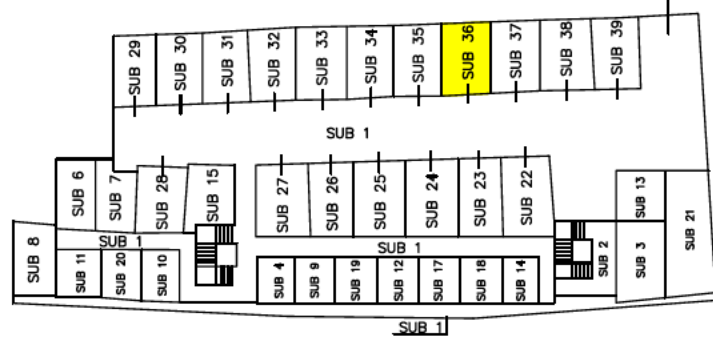 SUB 29
SUB 30
SUB 31
SUB 32
SUB 33
SUB 34
SUB 35
SUB 36
SUB 37
SUB 38
SUB 39
SUB 1
SUB 6
SUB 7
SUB 28
SUB 15
SUB 27
SUB 26
SUB 25
SUB 24
SUB 23
SUB 22
SUB 13
SUB 21
SUB 8
SUB 1
SUB 11
SUB 20
SUB 10
SUB 1
SUB 4
SUB 9
SUB 19
SUB 12
SUB 17
SUB 18
SUB 14
SUB 2
SUB 3
SUB 1